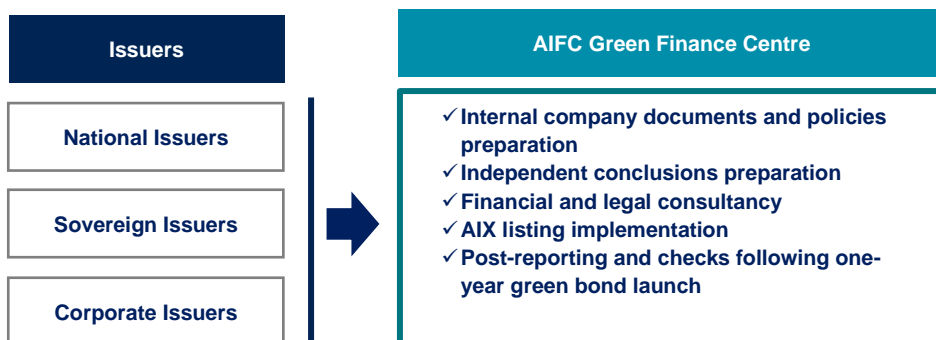 Issuers
National Issuers
Sovereign Issuers
Corporate Issuers
AIFC Green Finance Centre
✓Internal company documents and policies
preparation
✓Independent conclusions preparation
✓Financial and legal consultancy
✓AIX listing implementation
✓Post-reporting and checks following one-
year green bond launch